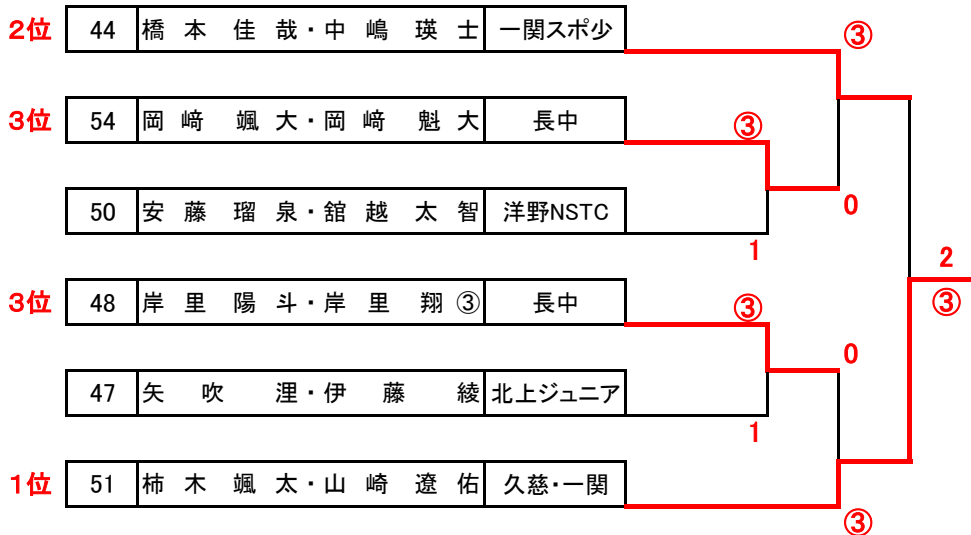 2位 44 橋本 佳哉・中嶋 瑛士 一関スポ少
③
3位 54 岡﨑 颯大・岡﨑 魁大 長中
③
0
50 安藤 瑠泉・舘越 太智 洋野NSTC
1
2
3位 48 岸里 陽斗・岸里 翔③ 長中
③
③
0
47 矢吹 浬・伊藤 綾 北上ジュニア
1
1位 51 柿木 颯太・山崎 遼佑 久慈・一関
③